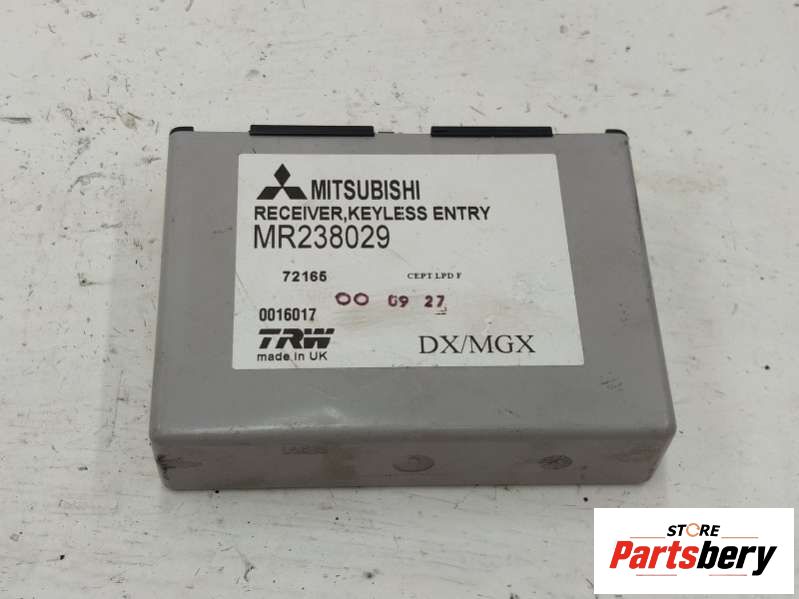 MITSUBISHI
RECEIVER,KEYLESS ENTRY
MR238029
72165 CEPT LPD F
00 09 27
0016017
TRW
made in UK
DX/MGX
STORE
Partsbery